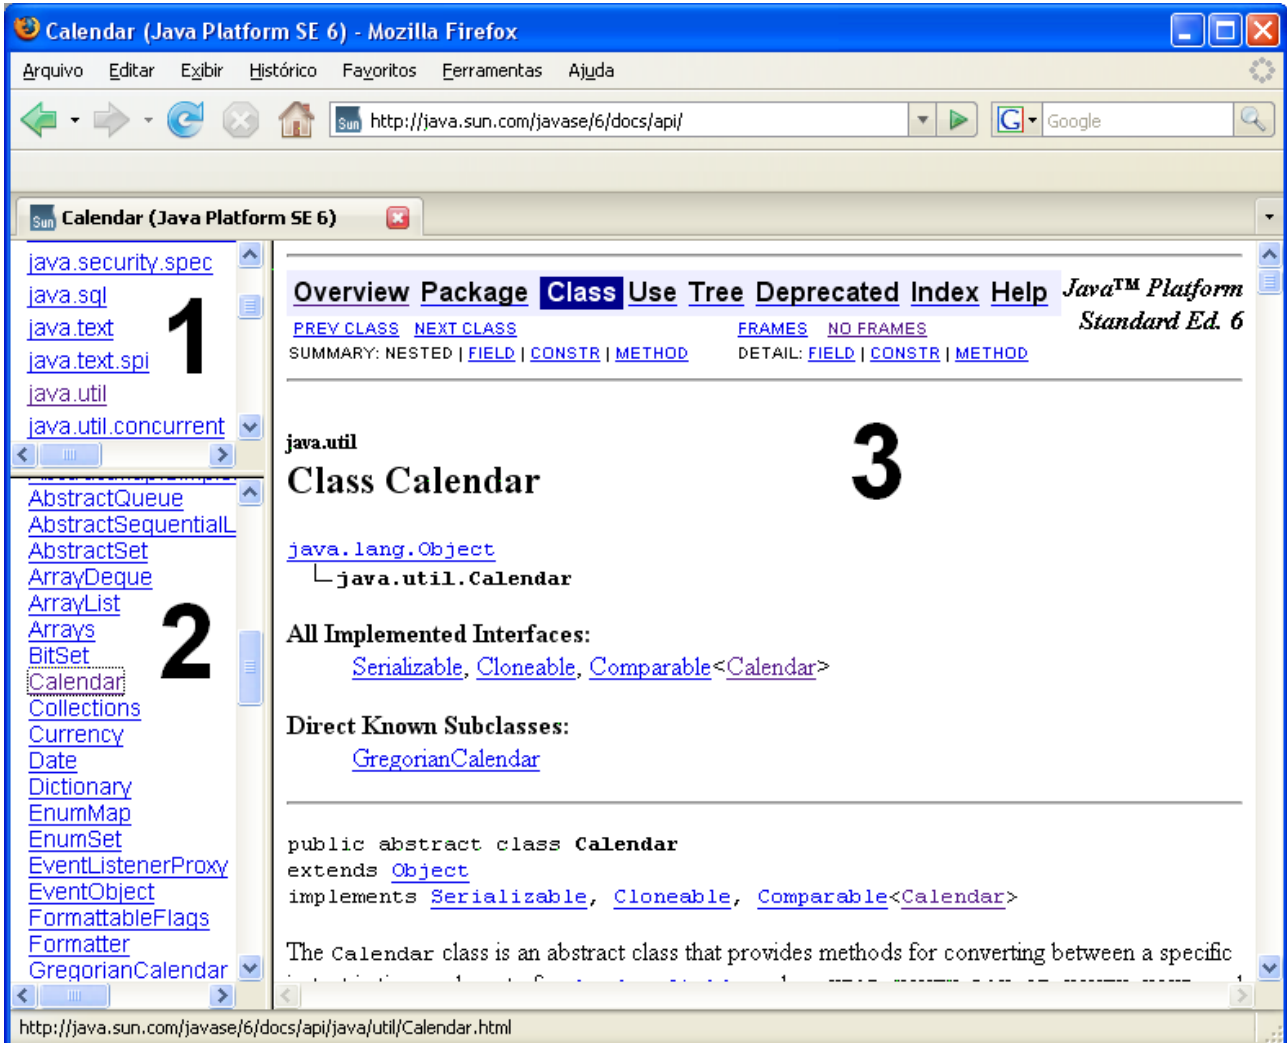 Calendar (Java Platform SE 6) - Mozilla Firefox
Arquivo Editar Exibir Histórico Favoritos Ferramentas Ajuda
Sun http://java.sun.com/javase/6/docs/api/ G Google
Sun Calendar (Java Platform SE 6)
java.security.spec
java.sql
java.text
java.text.spi
java.util
java.util.concurrent
1
AbstractQueue
AbstractSequentialL
AbstractSet
ArrayDeque
ArrayList
Arrays
BitSet
Calendar
Collections
Currency
Date
Dictionary
EnumMap
EnumSet
EventListenerProxy
EventObject
FormattableFlags
Formatter
GregorianCalendar
2
Overview Package Class Use Tree Deprecated Index Help
Java™ Platform
Standard Ed. 6
PREV CLASS NEXT CLASS FRAMES NO FRAMES
SUMMARY: NESTED | FIELD | CONSTR | METHOD DETAIL: FIELD | CONSTR | METHOD
3
java.util
Class Calendar
java.lang.Object
java.util.Calendar
All Implemented Interfaces:
Serializable, Cloneable, Comparable<Calendar>
Direct Known Subclasses:
GregorianCalendar
public abstract class Calendar
extends Object
implements Serializable, Cloneable, Comparable<Calendar>
The Calendar class is an abstract class that provides methods for converting between a specific
http://java.sun.com/javase/6/docs/api/java/util/Calendar.html